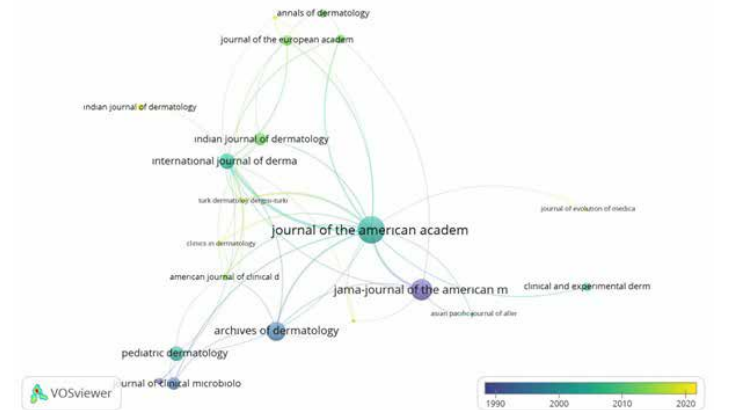 annals of dermatology
journal of the european academ
indian journal of dermatology
indian journal of dermatology
international journal of derma
turk dermatoloji dergisi-turki
journal of evolution of medica
journal of the american academ
clinics in dermatology
american journal of clinical d
clinical and experimental derm
jama-journal of the american m
asian pacific journal of aller
archives of dermatology
pediatric dermatology
journal of clinical microbiolo
VOSviewer
1990 2000 2010 2020